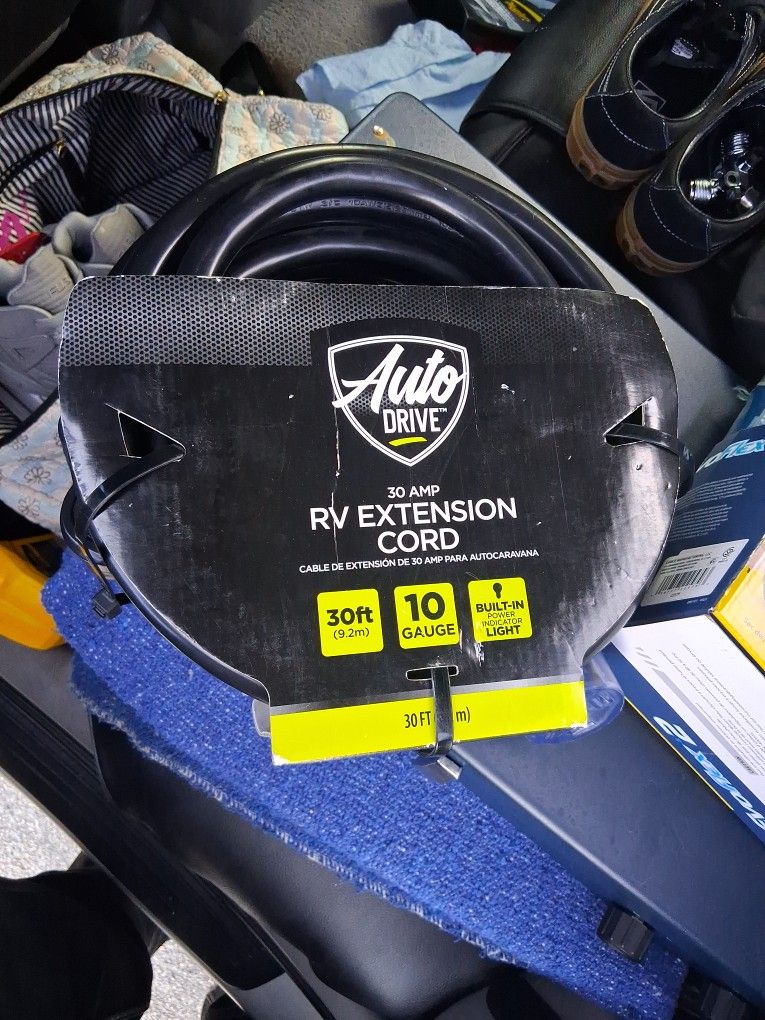 Auto
DRIVE™
30 AMP
RV EXTENSION
CORD
CABLE DE EXTENSIÓN DE 30 AMP PARA AUTOCARAVANA
30ft
(9.2m)
10
GAUGE
BUILT-IN
POWER
INDICATOR
LIGHT
30 FT ( m)